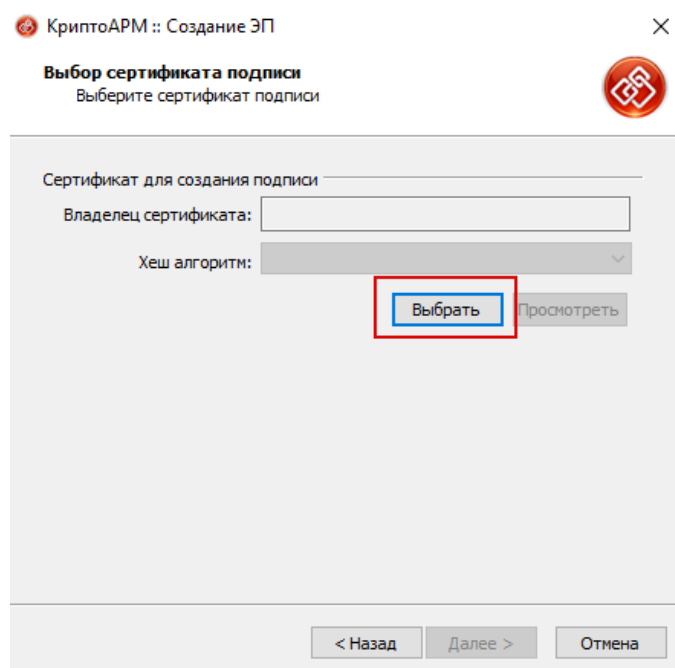 КриптоАРМ :: Создание ЭП
Выбор сертификата подписи
Выберите сертификат подписи
Сертификат для создания подписи
Владелец сертификата:
Хеш алгоритм:
Выбрать
Просмотреть
< Назад
Далее >
Отмена